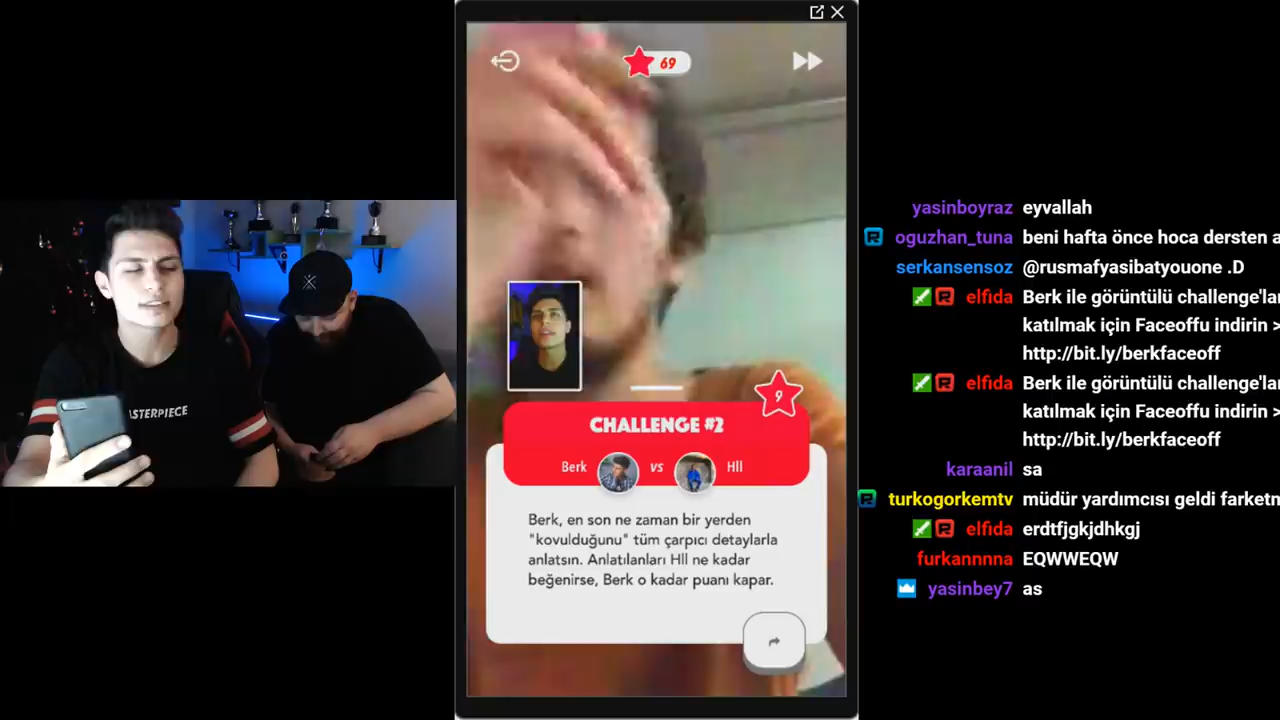 69
9
CHALLENGE #2
Berk vs Hll
Berk, en son ne zaman bir yerden
"kovulduğunu" tüm çarpıcı detaylarla
anlatsın. Anlatılanları Hll ne kadar
beğenirse, Berk o kadar puanı kapar.
ASTERPIECE
yasinboyraz eyvallah
oguzhan_tuna beni hafta önce hoca dersten a
serkansensoz @rusmafyasibatyouone .D
elfida Berk ile görüntülü challenge'lar
katılmak için Faceoffu indirin >
http://bit.ly/berkfaceoff
elfida Berk ile görüntülü challenge'lar
katılmak için Faceoffu indirin >
http://bit.ly/berkfaceoff
karaanil sa
turkogorkemtv müdür yardımcısı geldi farketm
elfida erdtfjgkjdhkgj
furkannnna EQWWEQW
yasinbey7 as